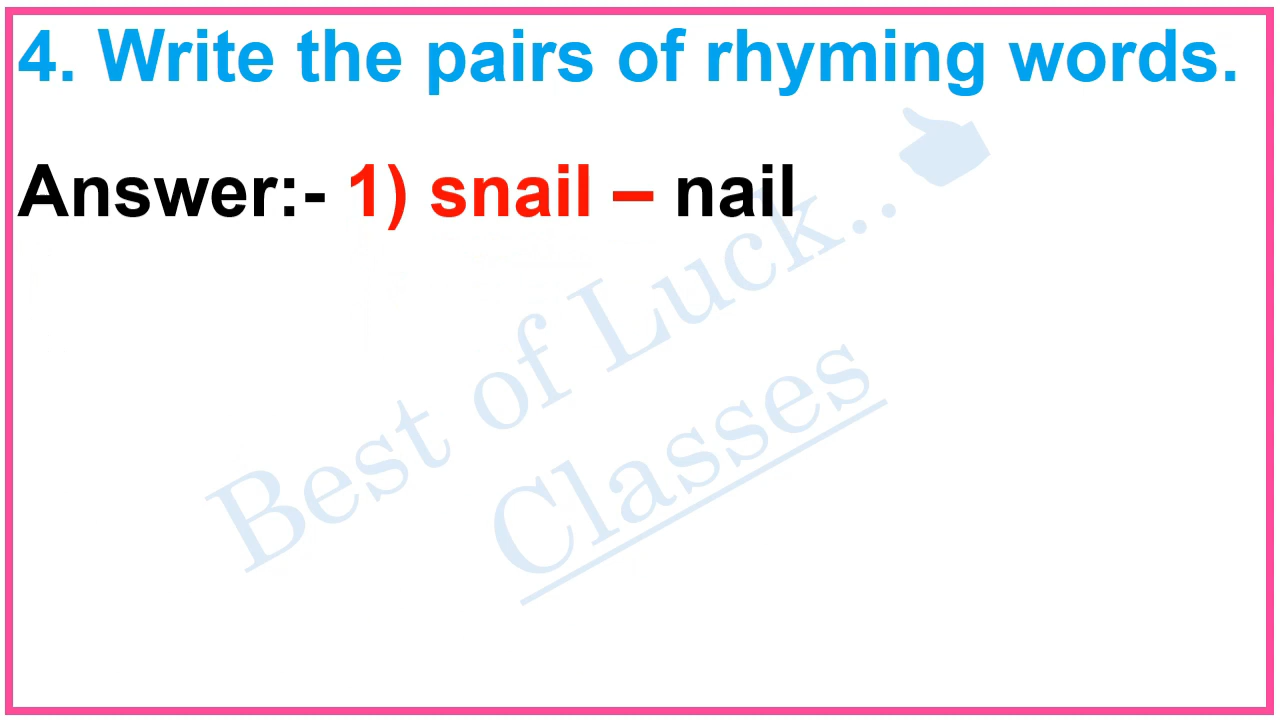 4. Write the pairs of rhyming words.
Answer:- 1) snail – nail
Best of Luck..
Classes